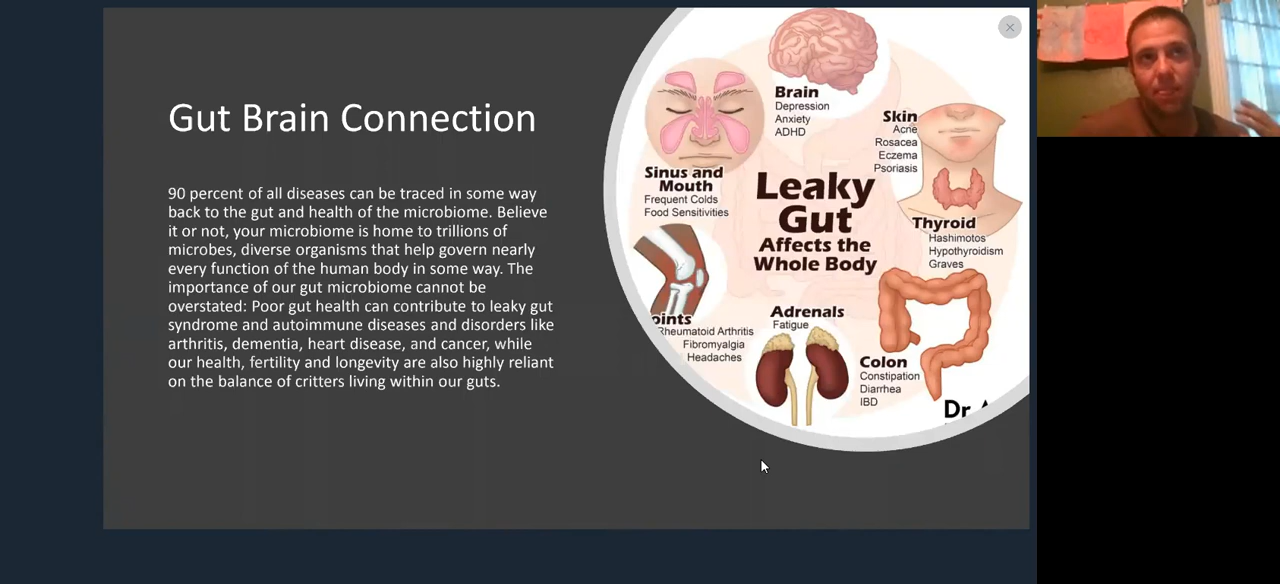 Gut Brain Connection
90 percent of all diseases can be traced in some way
back to the gut and health of the microbiome. Believe
it or not, your microbiome is home to trillions of
microbes, diverse organisms that help govern nearly
every function of the human body in some way. The
importance of our gut microbiome cannot be
overstated: Poor gut health can contribute to leaky gut
syndrome and autoimmune diseases and disorders like
arthritis, dementia, heart disease, and cancer, while
our health, fertility and longevity are also highly reliant
on the balance of critters living within our guts.
Leaky
Gut
Affects the
Whole Body
Brain
Depression
Anxiety
ADHD
Skin
Acne
Rosacea
Eczema
Psoriasis
Sinus and
Mouth
Frequent Colds
Food Sensitivities
Thyroid
Hashimotos
Hypothyroidism
Graves
oints
Rheumatoid Arthritis
Fibromyalgia
Headaches
Adrenals
Fatigue
Colon
Constipation
Diarrhea
IBD
Dr